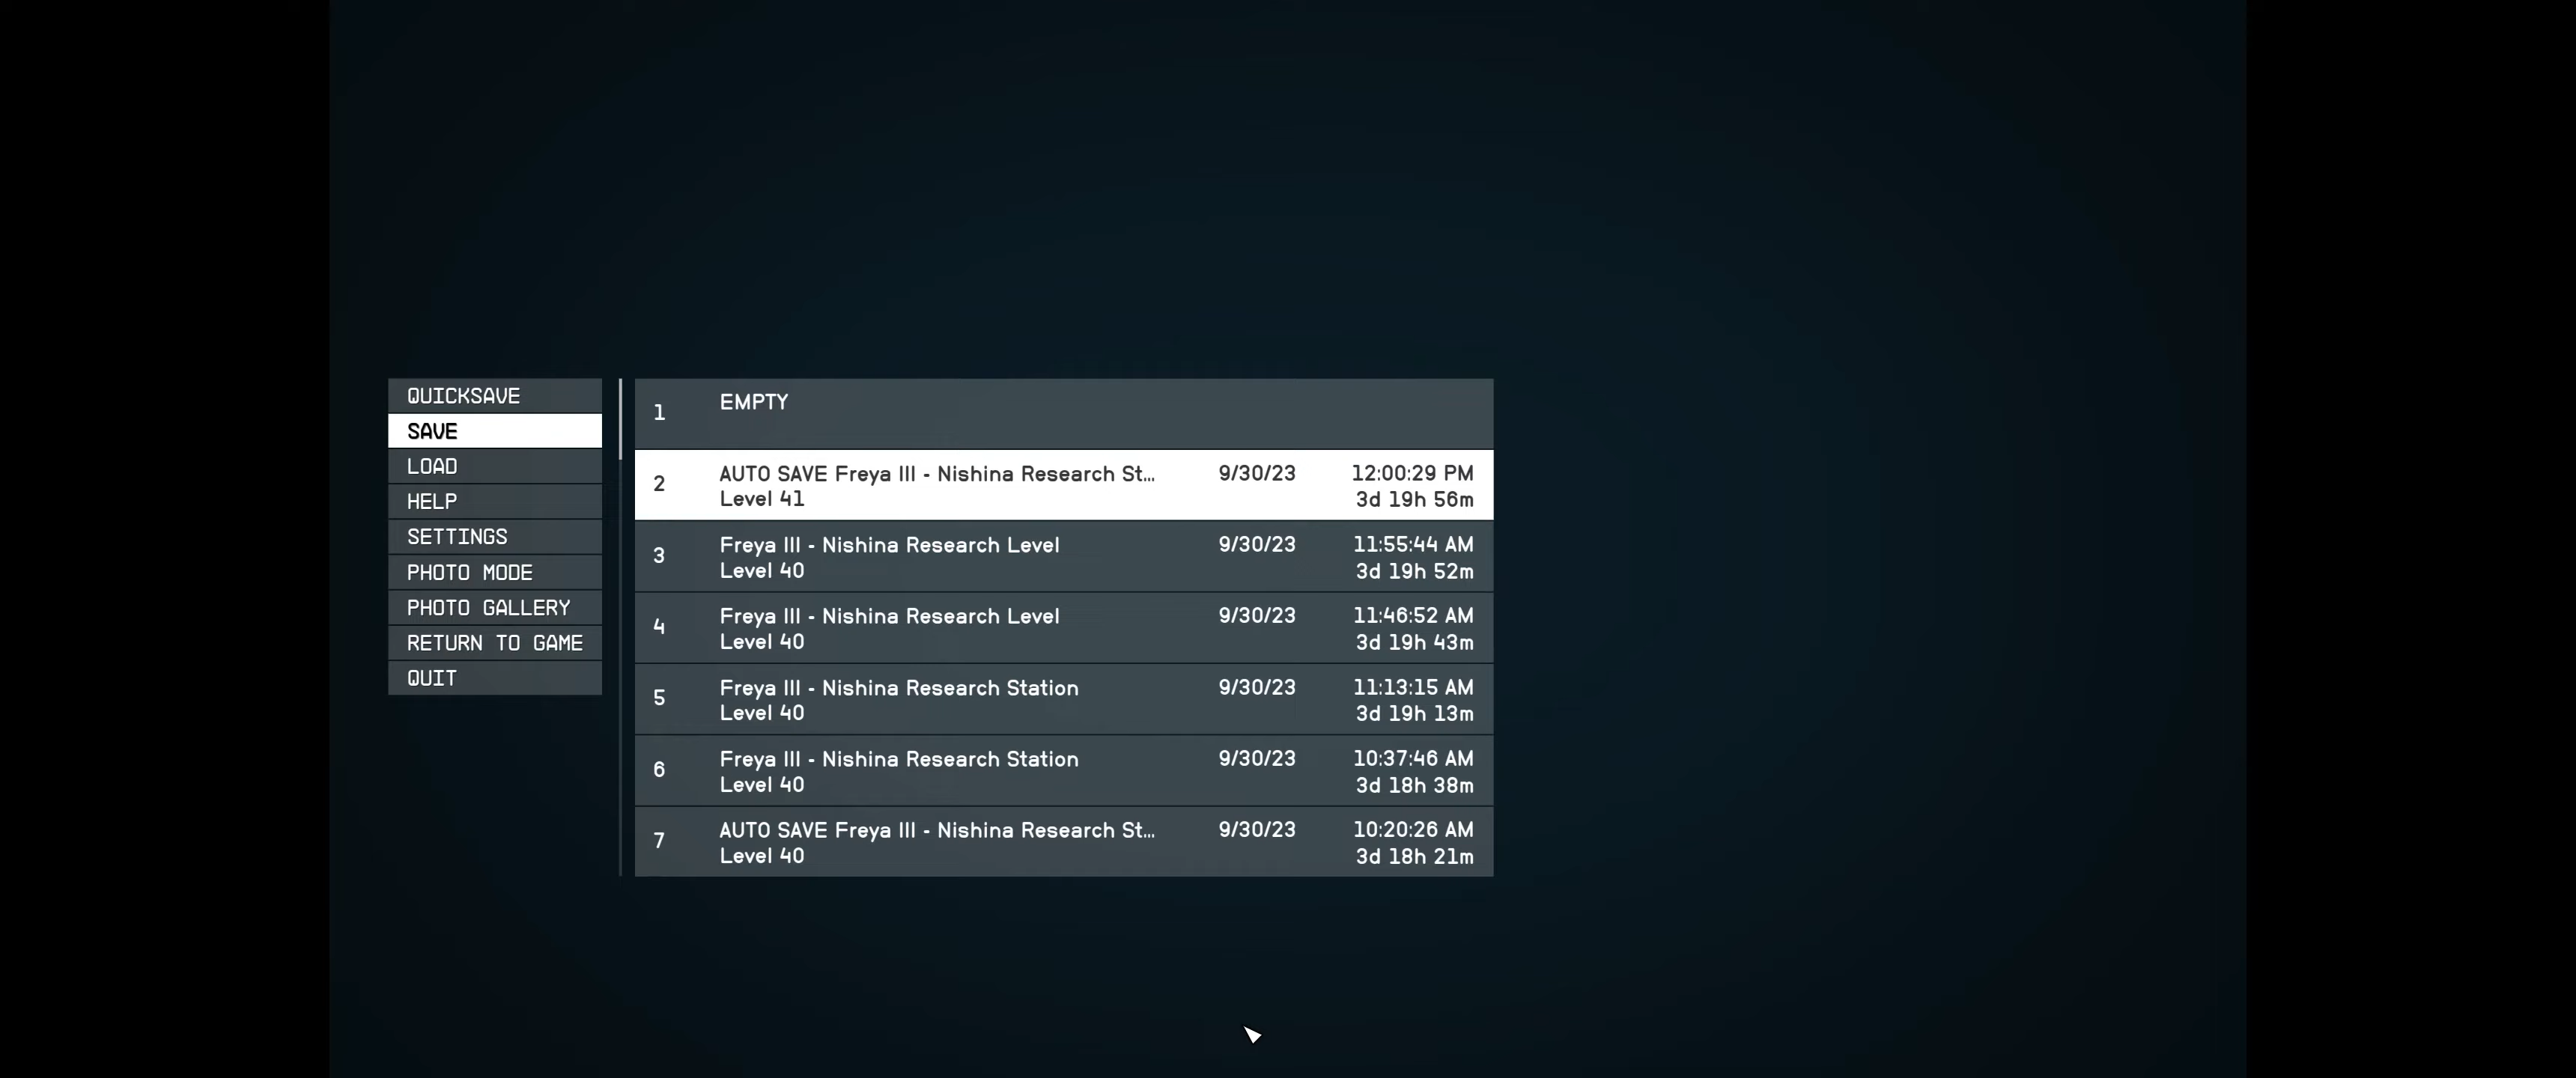 QUICKSAVE
SAVE
LOAD
HELP
SETTINGS
PHOTO MODE
PHOTO GALLERY
RETURN TO GAME
QUIT
1 EMPTY
2 AUTO SAVE Freya III - Nishina Research St... 9/30/23 12:00:29 PM
Level 41 3d 19h 56m
3 Freya III - Nishina Research Level 9/30/23 11:55:44 AM
Level 40 3d 19h 52m
4 Freya III - Nishina Research Level 9/30/23 11:46:52 AM
Level 40 3d 19h 43m
5 Freya III - Nishina Research Station 9/30/23 11:13:15 AM
Level 40 3d 19h 13m
6 Freya III - Nishina Research Station 9/30/23 10:37:46 AM
Level 40 3d 18h 38m
7 AUTO SAVE Freya III - Nishina Research St... 9/30/23 10:20:26 AM
Level 40 3d 18h 21m